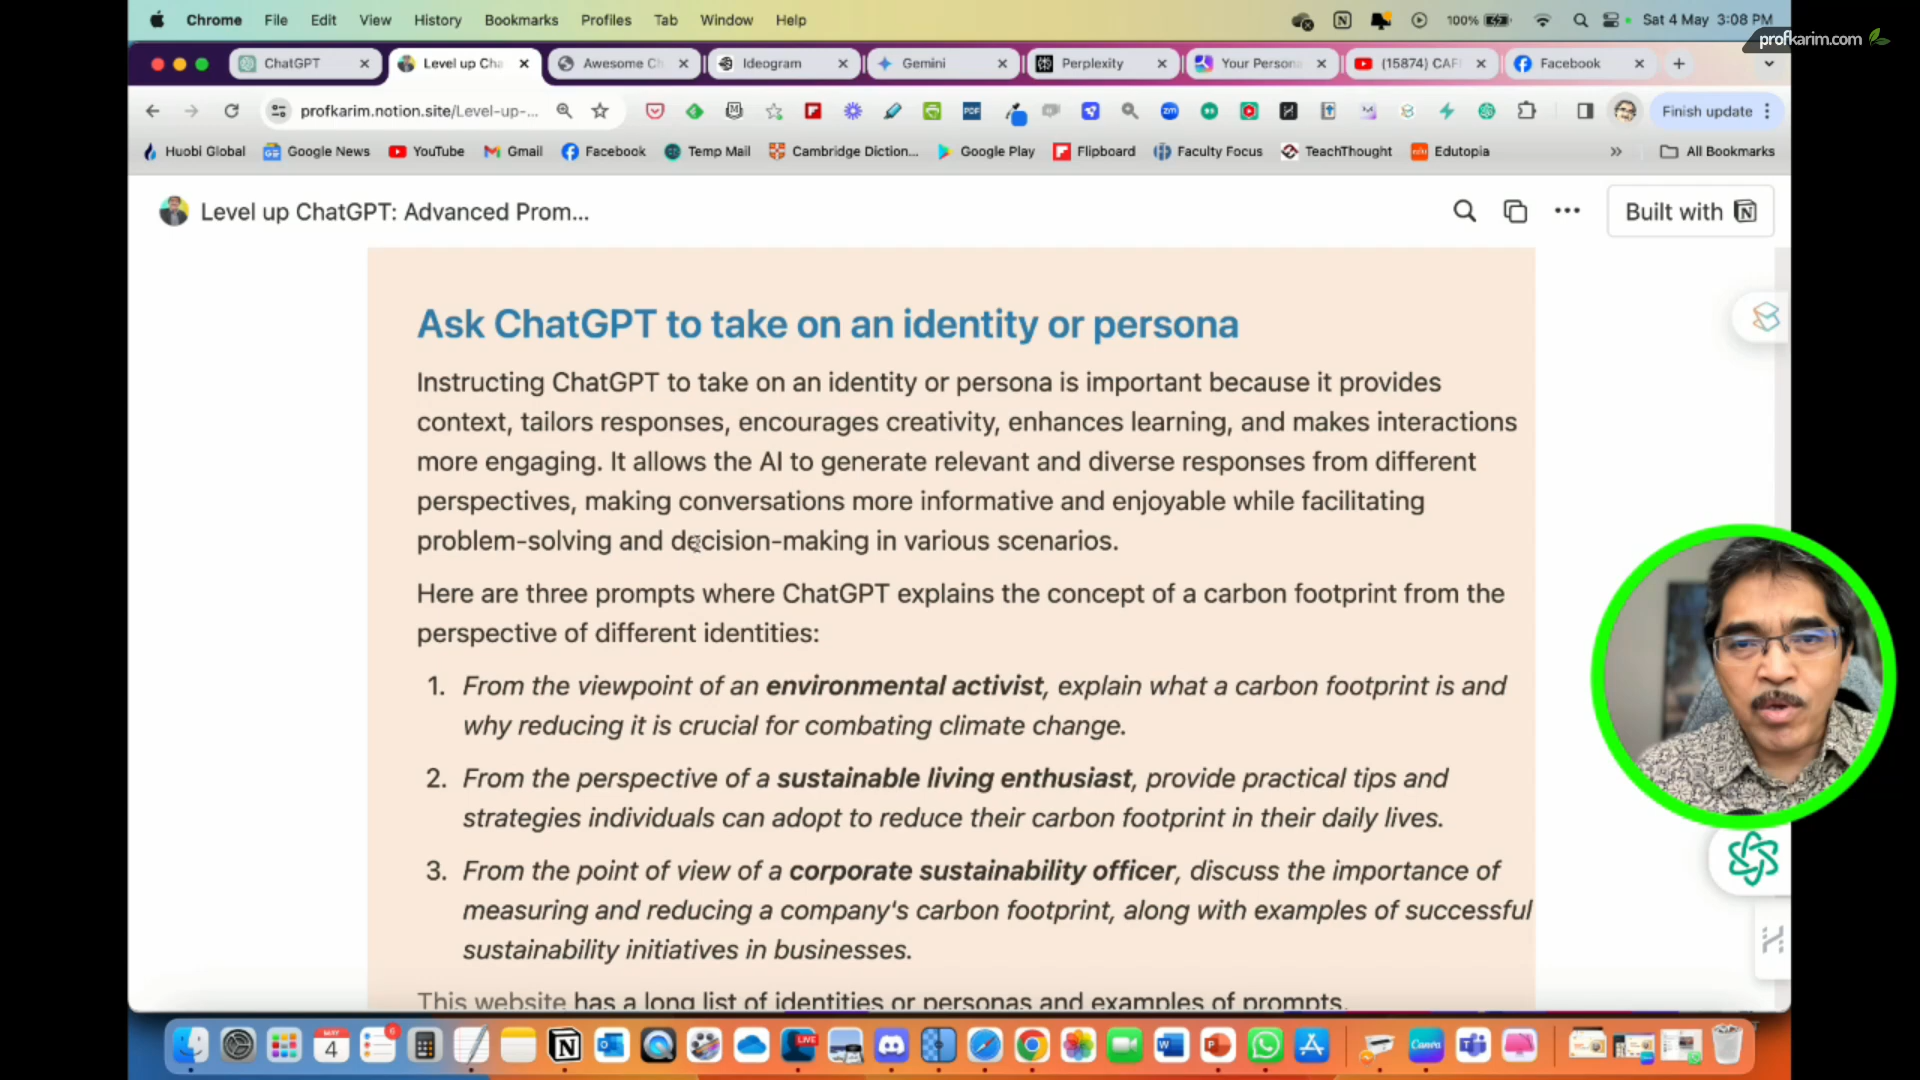 Chrome File Edit View History Bookmarks Profiles Tab Window Help 100% Sat 4 May 3:08 PM
profkarim.com
ChatGPT Level up Cha Awesome Ch Ideogram Gemini Perplexity Your Persona (15874) CAF Facebook
profkarim.notion.site/Level-up-... Finish update
Huobi Global Google News YouTube Gmail Facebook Temp Mail Cambridge Diction... Google Play Flipboard Faculty Focus TeachThought Edutopia All Bookmarks
Level up ChatGPT: Advanced Prom... Built with
Ask ChatGPT to take on an identity or persona
Instructing ChatGPT to take on an identity or persona is important because it provides
context, tailors responses, encourages creativity, enhances learning, and makes interactions
more engaging. It allows the AI to generate relevant and diverse responses from different
perspectives, making conversations more informative and enjoyable while facilitating
problem-solving and decision-making in various scenarios.
Here are three prompts where ChatGPT explains the concept of a carbon footprint from the
perspective of different identities:
1. From the viewpoint of an environmental activist, explain what a carbon footprint is and
why reducing it is crucial for combating climate change.
2. From the perspective of a sustainable living enthusiast, provide practical tips and
strategies individuals can adopt to reduce their carbon footprint in their daily lives.
3. From the point of view of a corporate sustainability officer, discuss the importance of
measuring and reducing a company's carbon footprint, along with examples of successful
sustainability initiatives in businesses.
This website has a long list of identities or personas and examples of prompts.
MAY
4
6
LIVE
Canva